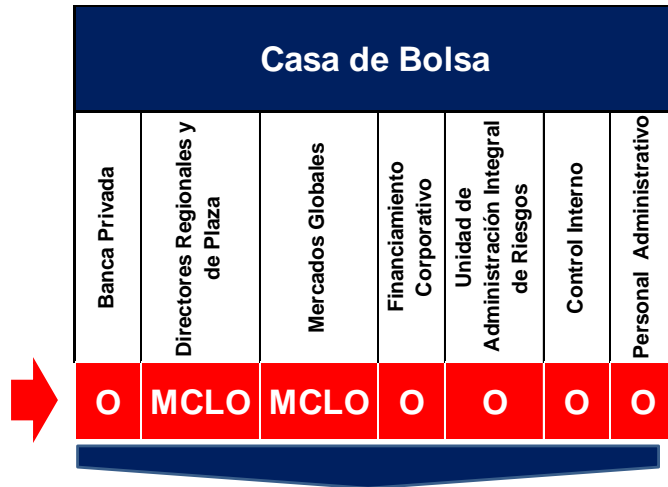 Casa de Bolsa
Banca Privada
Directores Regionales y
de Plaza
Mercados Globales
Financiamiento
Corporativo
Unidad de
Administración Integral
de Riesgos
Control Interno
Personal Administrativo
O MCLO MCLO O O O O